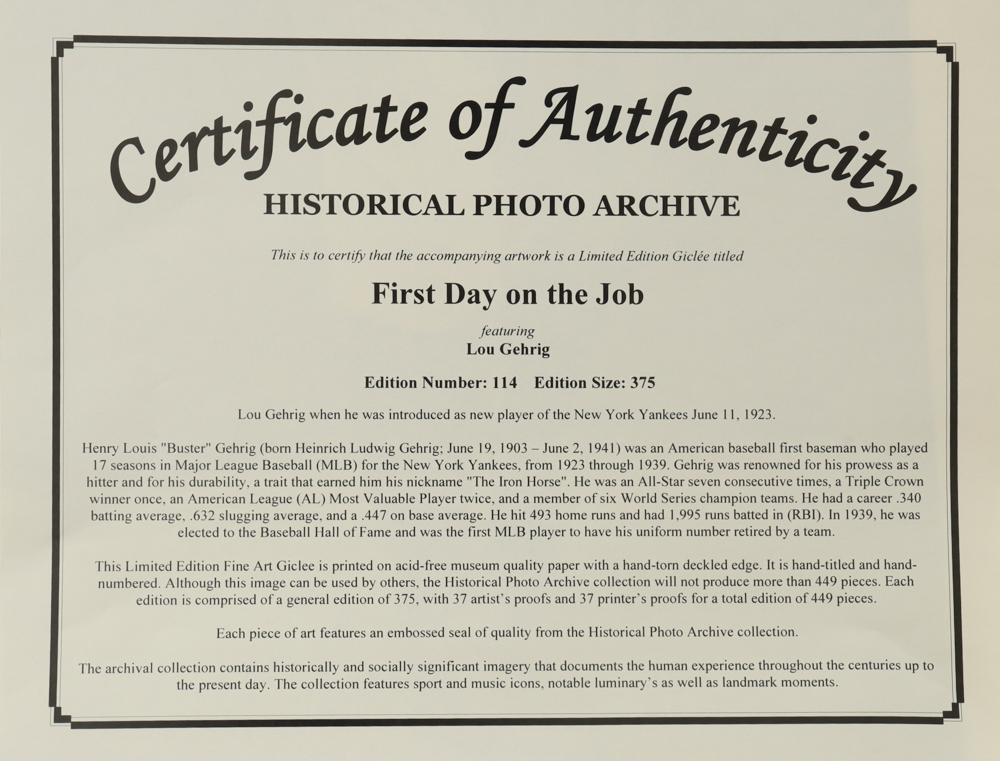 Certificate of Authenticity
HISTORICAL PHOTO ARCHIVE
This is to certify that the accompanying artwork is a Limited Edition Giclée titled
First Day on the Job
featuring
Lou Gehrig
Edition Number: 114 Edition Size: 375
Lou Gehrig when he was introduced as new player of the New York Yankees June 11, 1923.
Henry Louis "Buster" Gehrig (born Heinrich Ludwig Gehrig; June 19, 1903 – June 2, 1941) was an American baseball first baseman who played
17 seasons in Major League Baseball (MLB) for the New York Yankees, from 1923 through 1939. Gehrig was renowned for his prowess as a
hitter and for his durability, a trait that earned him his nickname "The Iron Horse". He was an All-Star seven consecutive times, a Triple Crown
winner once, an American League (AL) Most Valuable Player twice, and a member of six World Series champion teams. He had a career .340
batting average, .632 slugging average, and a .447 on base average. He hit 493 home runs and had 1,995 runs batted in (RBI). In 1939, he was
elected to the Baseball Hall of Fame and was the first MLB player to have his uniform number retired by a team.
This Limited Edition Fine Art Giclee is printed on acid-free museum quality paper with a hand-torn deckled edge. It is hand-titled and hand-
numbered. Although this image can be used by others, the Historical Photo Archive collection will not produce more than 449 pieces. Each
edition is comprised of a general edition of 375, with 37 artist's proofs and 37 printer's proofs for a total edition of 449 pieces.
Each piece of art features an embossed seal of quality from the Historical Photo Archive collection.
The archival collection contains historically and socially significant imagery that documents the human experience throughout the centuries up to
the present day. The collection features sport and music icons, notable luminary's as well as landmark moments.